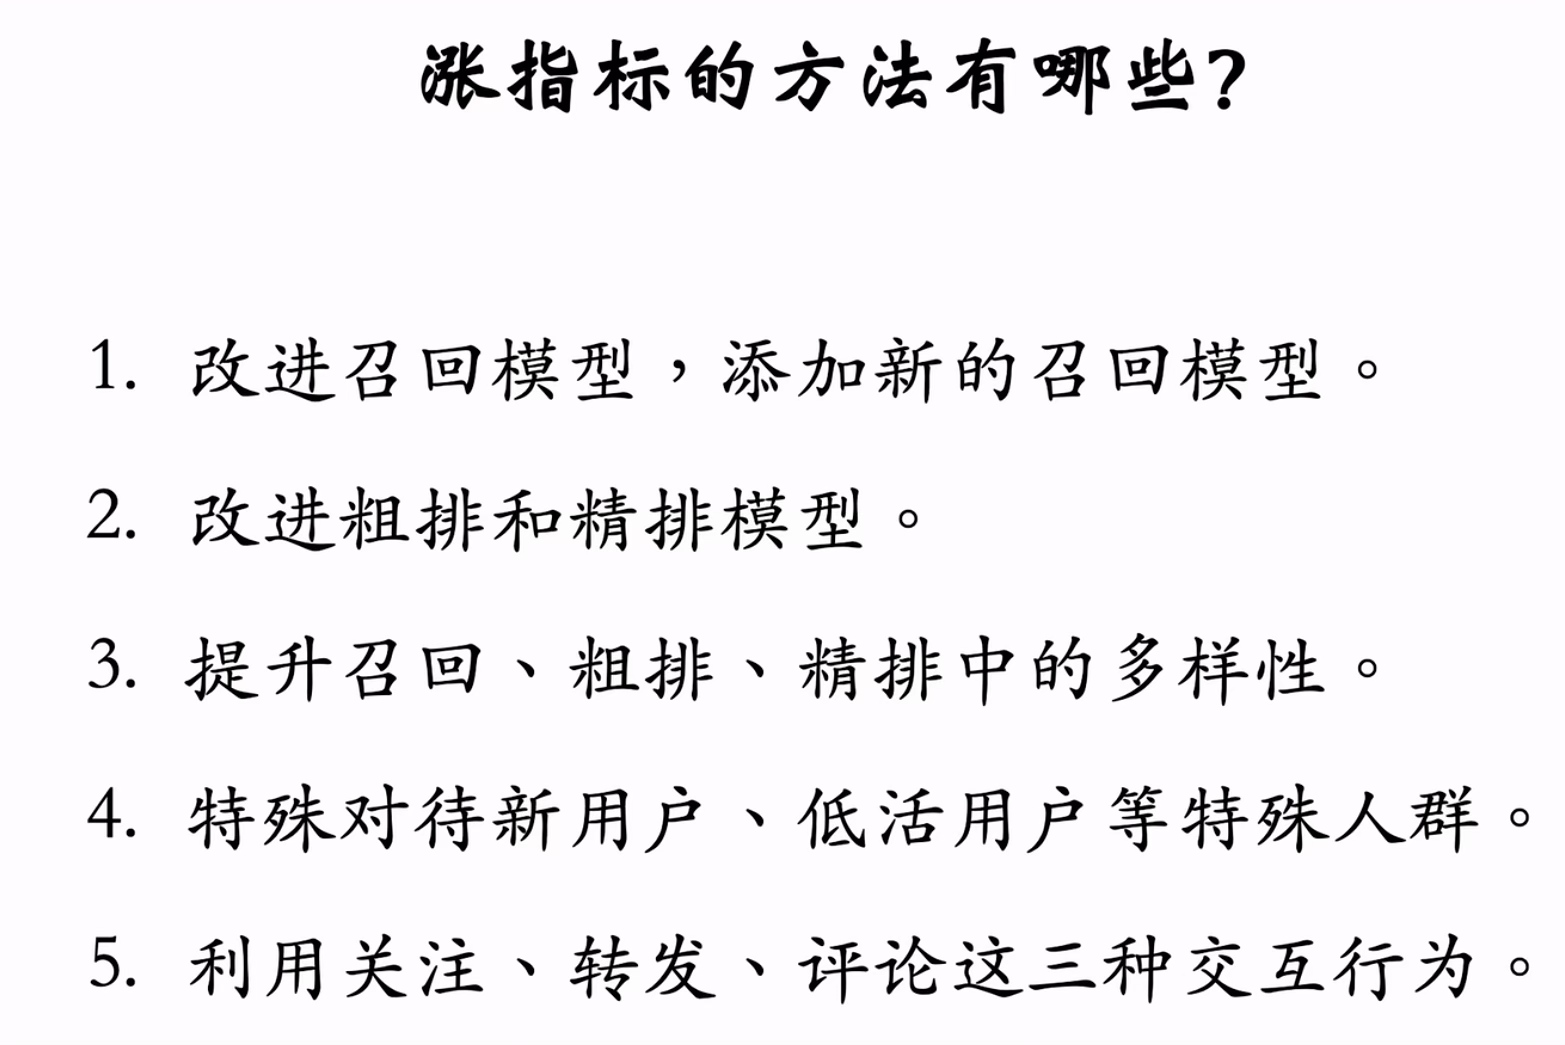 涨指标的方法有哪些?
1. 改进召回模型，添加新的召回模型。
2. 改进粗排和精排模型。
3. 提升召回、粗排、精排中的多样性。
4. 特殊对待新用户、低活用户等特殊人群。
5. 利用关注、转发、评论这三种交互行为。